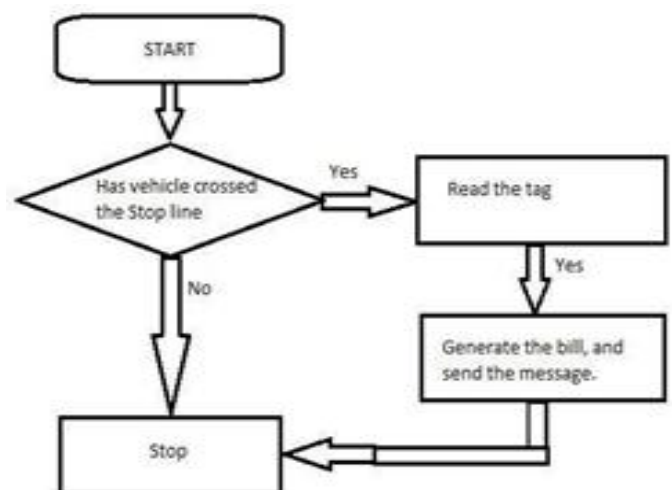 START
Has vehicle crossed
the Stop line
Yes
Read the tag
Yes
No
Generate the bill, and
send the message.
Stop